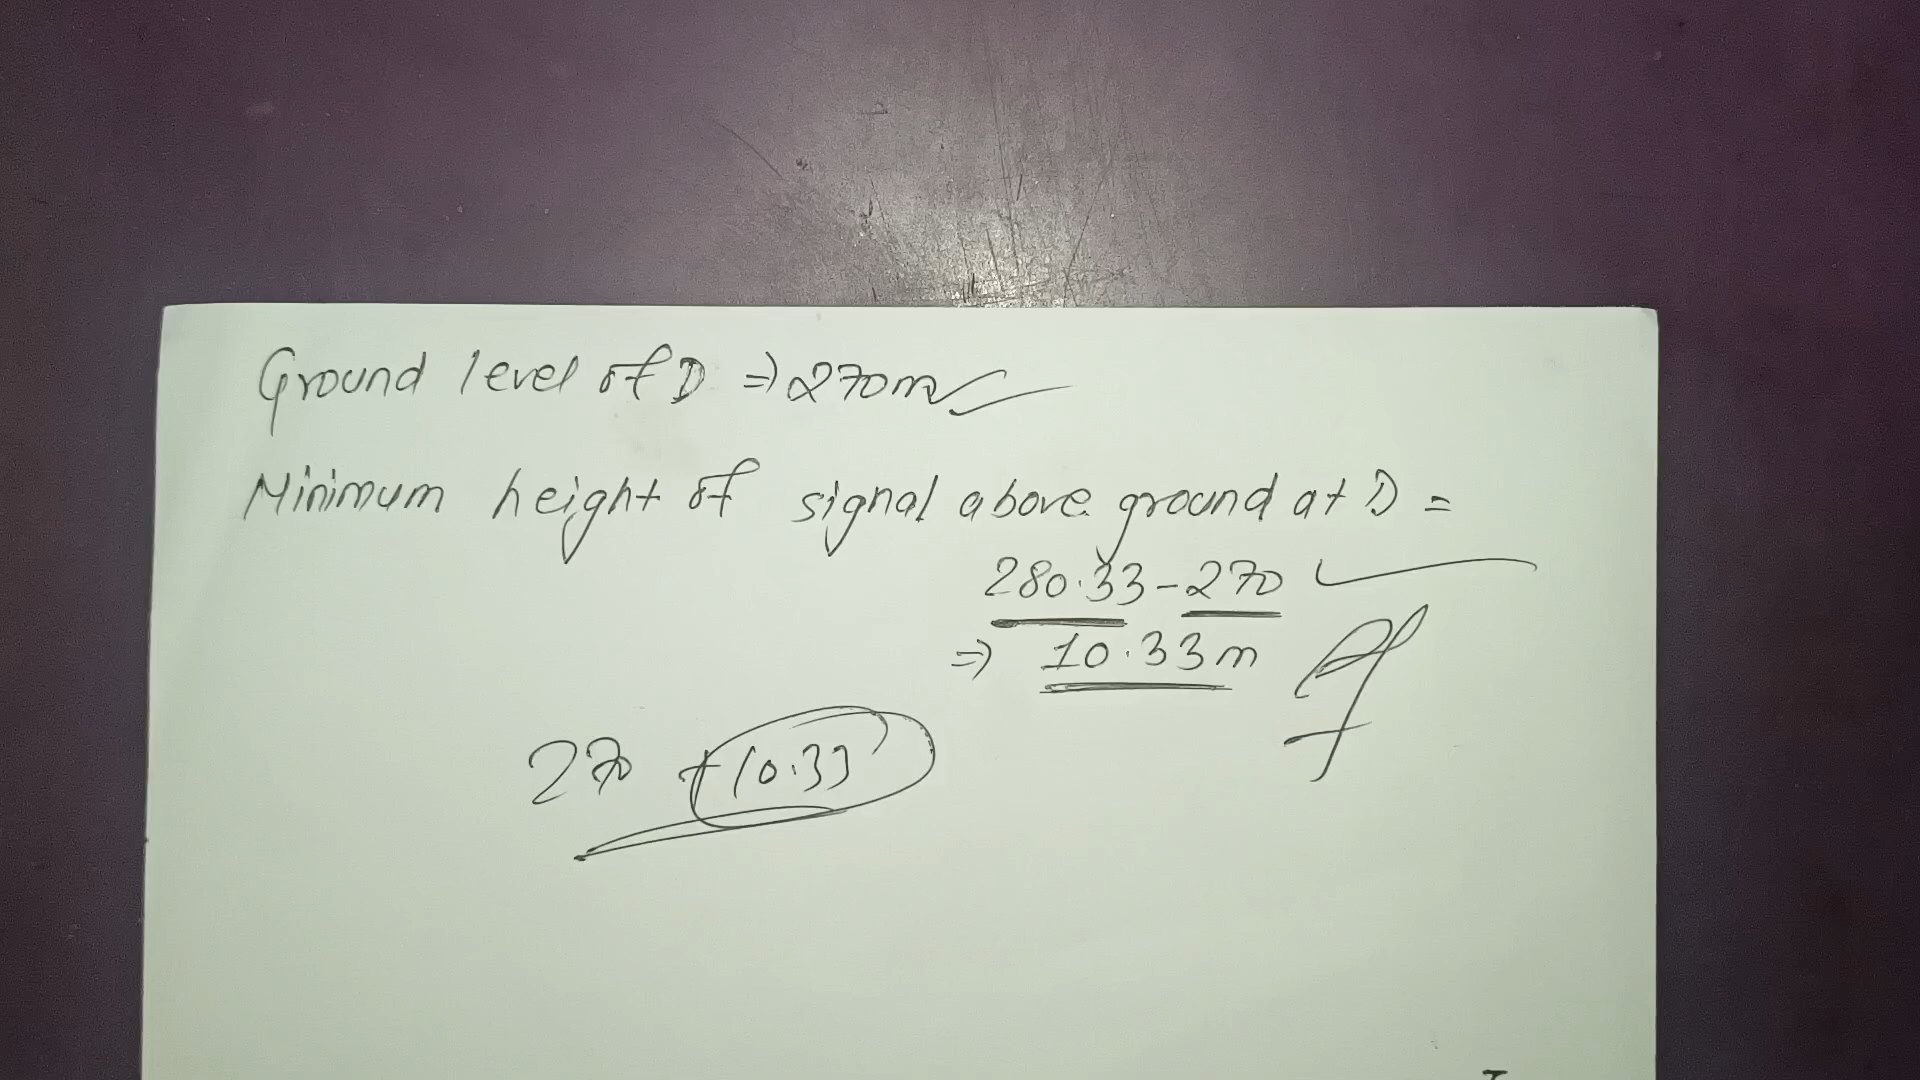 Ground level of D ⇒ 270m
Minimum height of signal above ground at D =
280.33 - 270
⇒ 10.33m
270 + 10.33